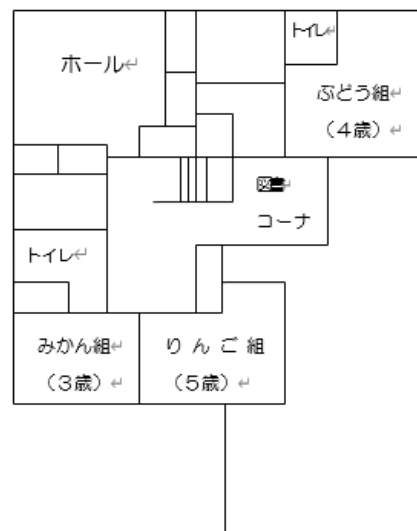 トイレ
ホール
ぶどう組
（4歳）
図書
コーナ
トイレ
みかん組
（3歳）
りんご組
（5歳）